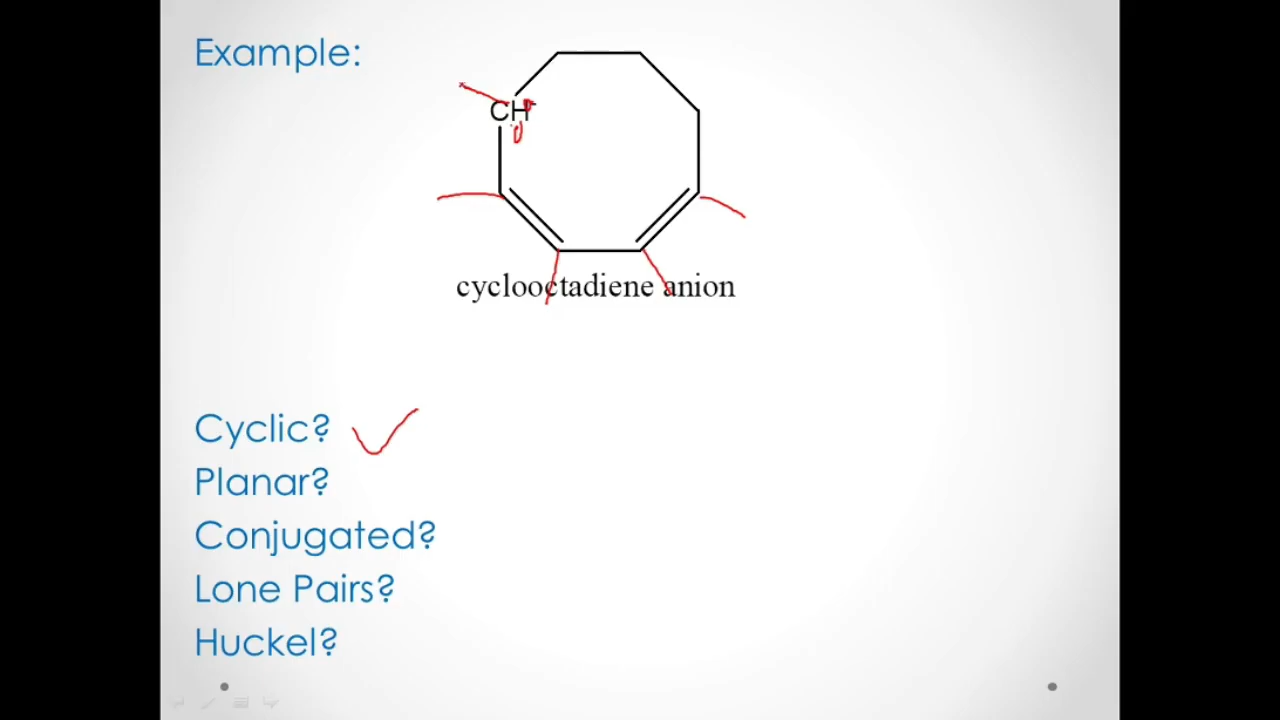 Example:
CH-
cyclooctadiene anion
Cyclic?
Planar?
Conjugated?
Lone Pairs?
Huckel?